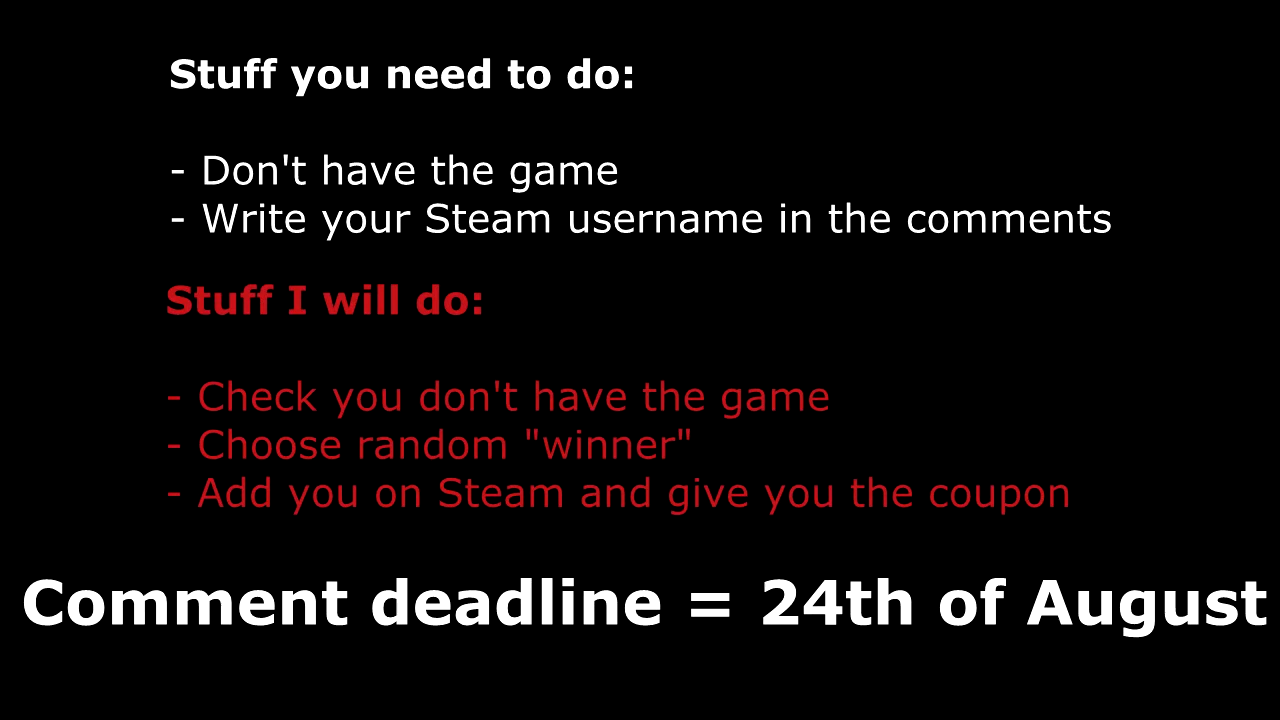 Stuff you need to do:
- Don't have the game
- Write your Steam username in the comments
Stuff I will do:
- Check you don't have the game
- Choose random "winner"
- Add you on Steam and give you the coupon
Comment deadline = 24th of August